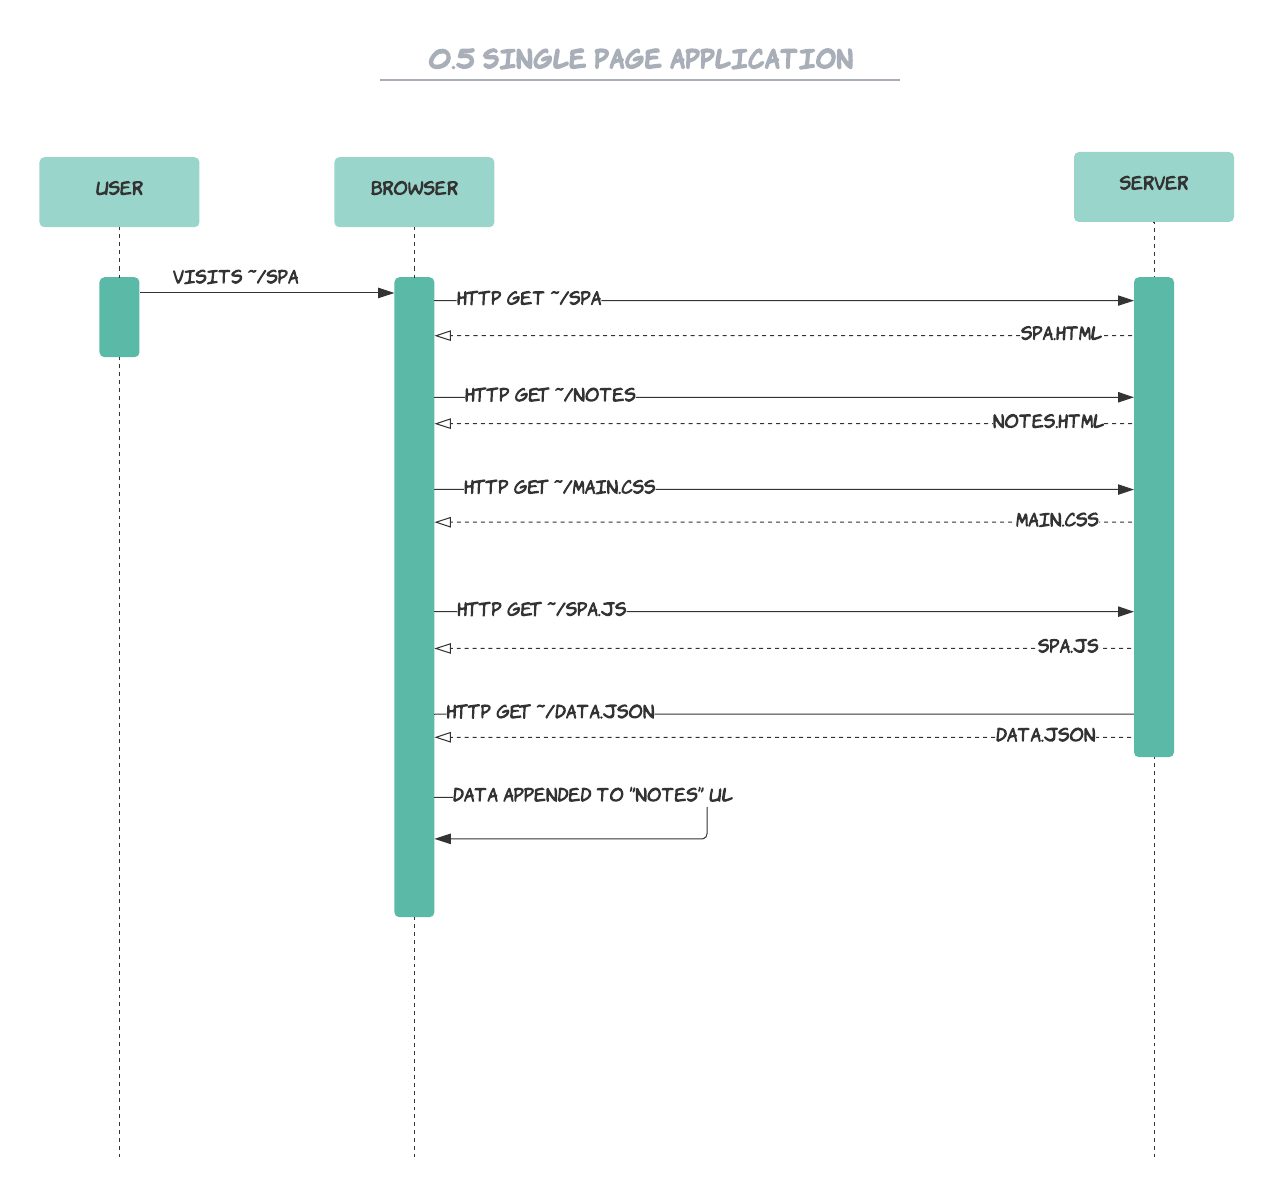 0.5 SINGLE PAGE APPLICATION
USER
BROWSER
SERVER
VISITS ~/SPA
HTTP GET ~/SPA
SPA.HTML
HTTP GET ~/NOTES
NOTES.HTML
HTTP GET ~/MAIN.CSS
MAIN.CSS
HTTP GET ~/SPA.JS
SPA.JS
HTTP GET ~/DATA.JSON
DATA.JSON
DATA APPENDED TO "NOTES" UL